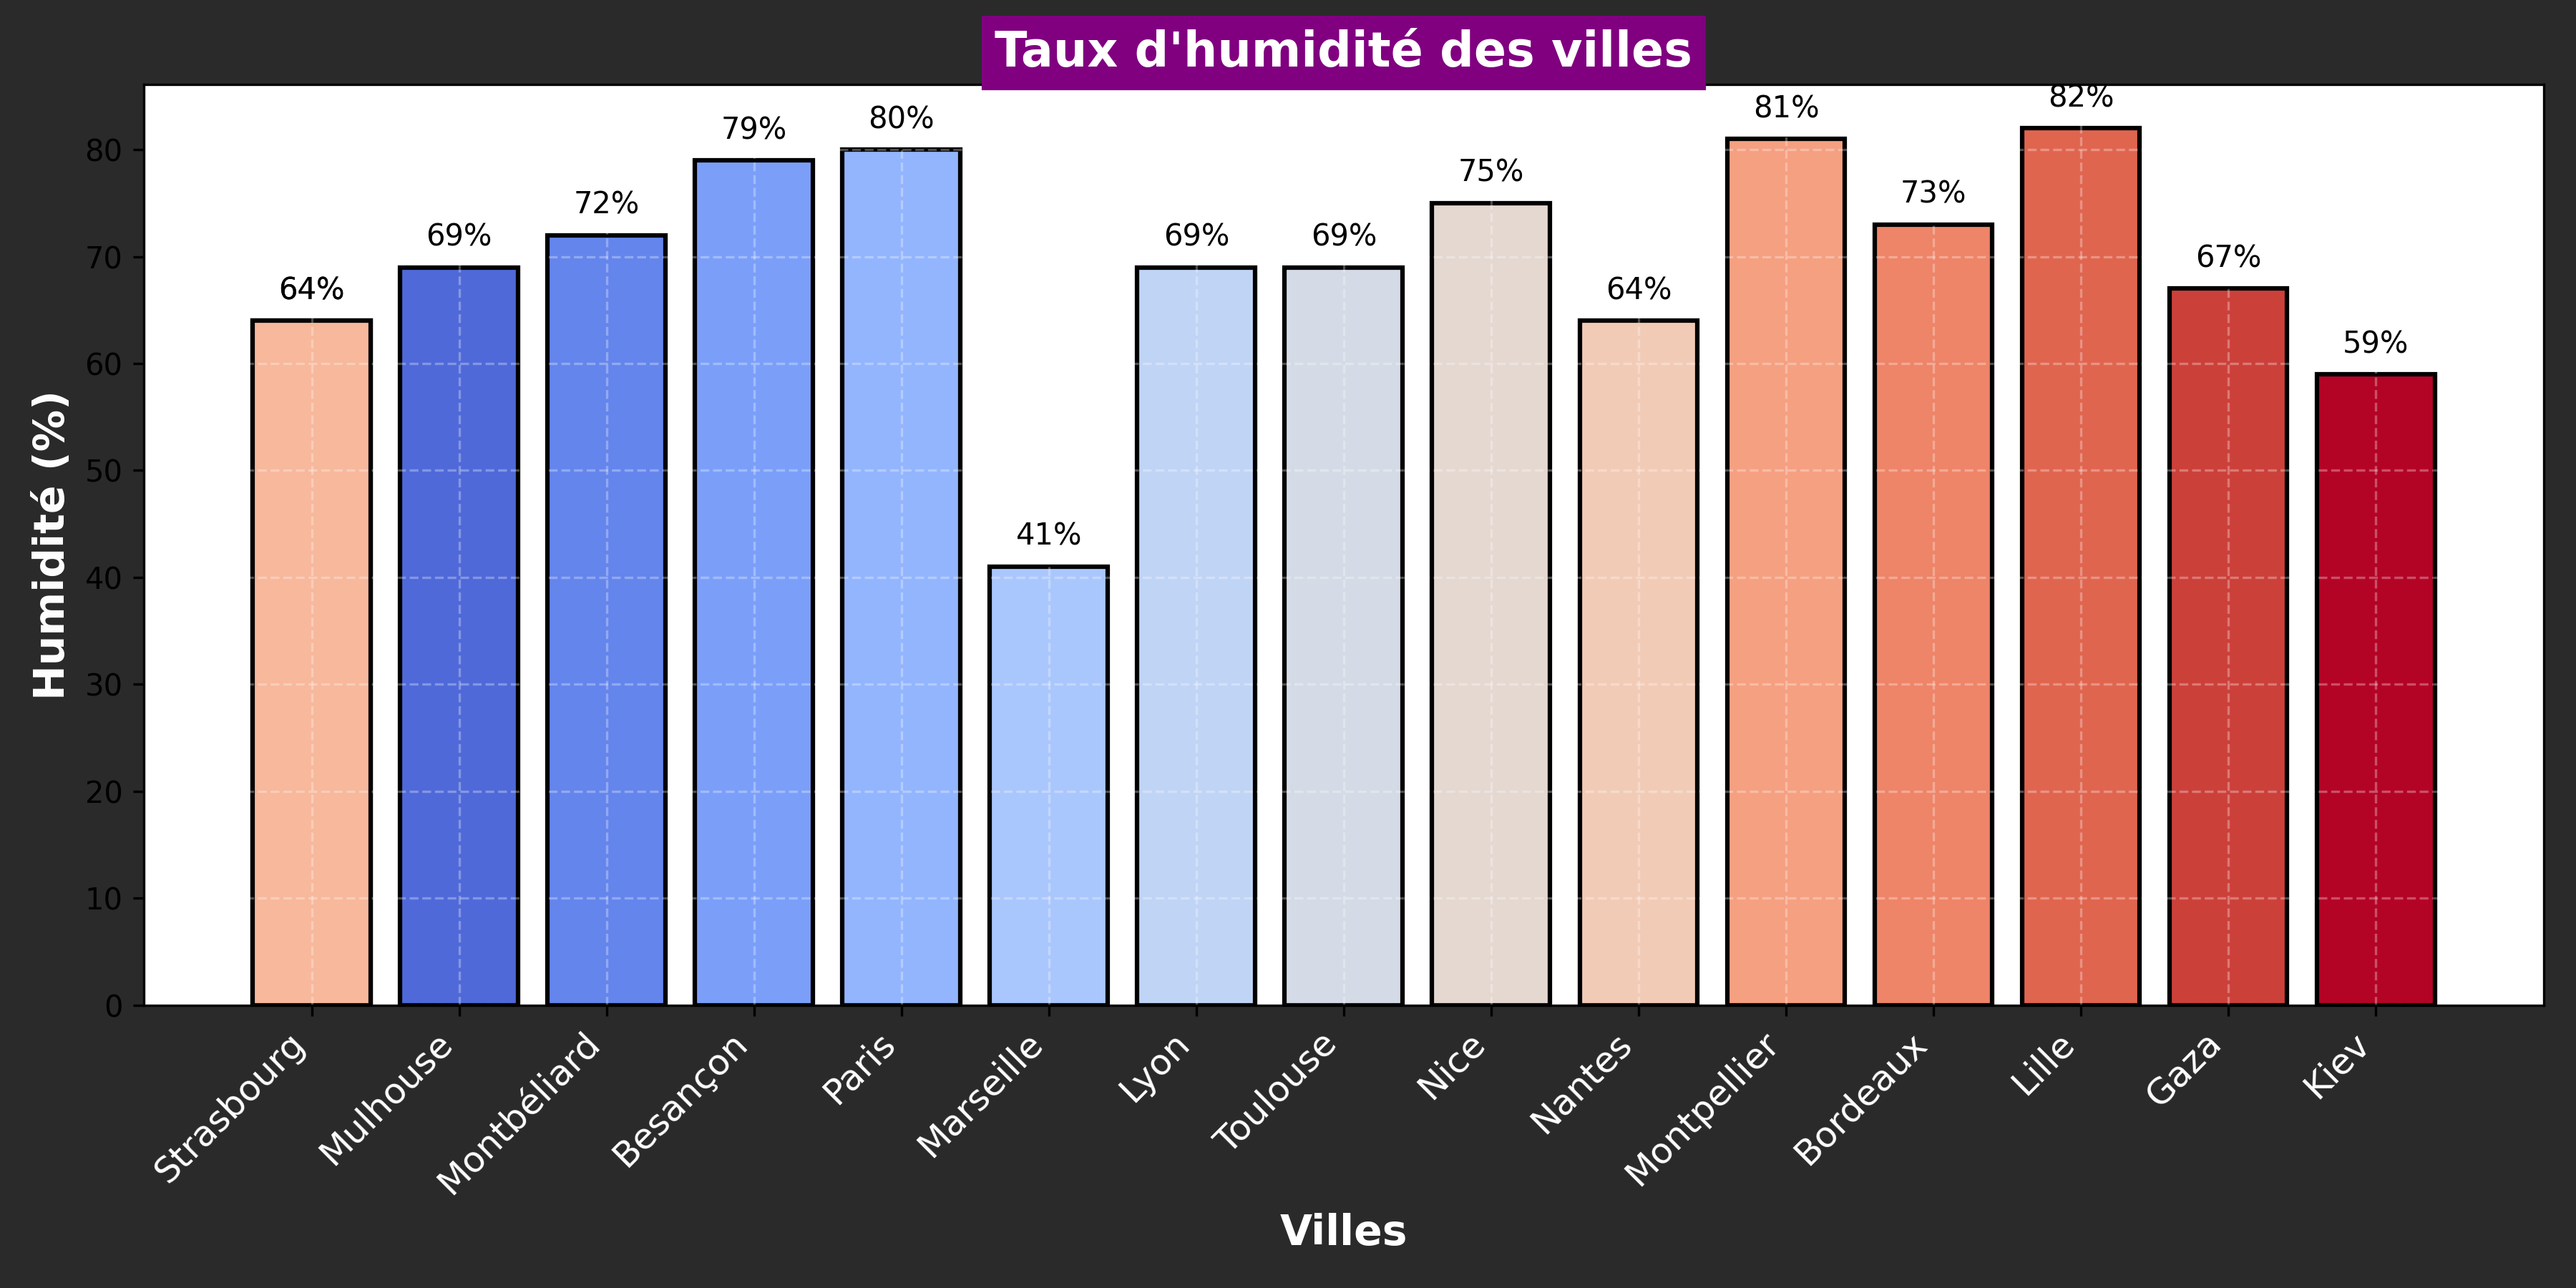 Taux d'humidité des villes
82%
81%
80%
79%
75%
73%
72%
69%
69%
69%
67%
64%
64%
59%
41%
80
70
60
50
40
30
20
10
0
Humidité (%)
Strasbourg
Mulhouse
Montbéliard
Besançon
Paris
Marseille
Lyon
Toulouse
Nice
Nantes
Montpellier
Bordeaux
Lille
Gaza
Kiev
Villes